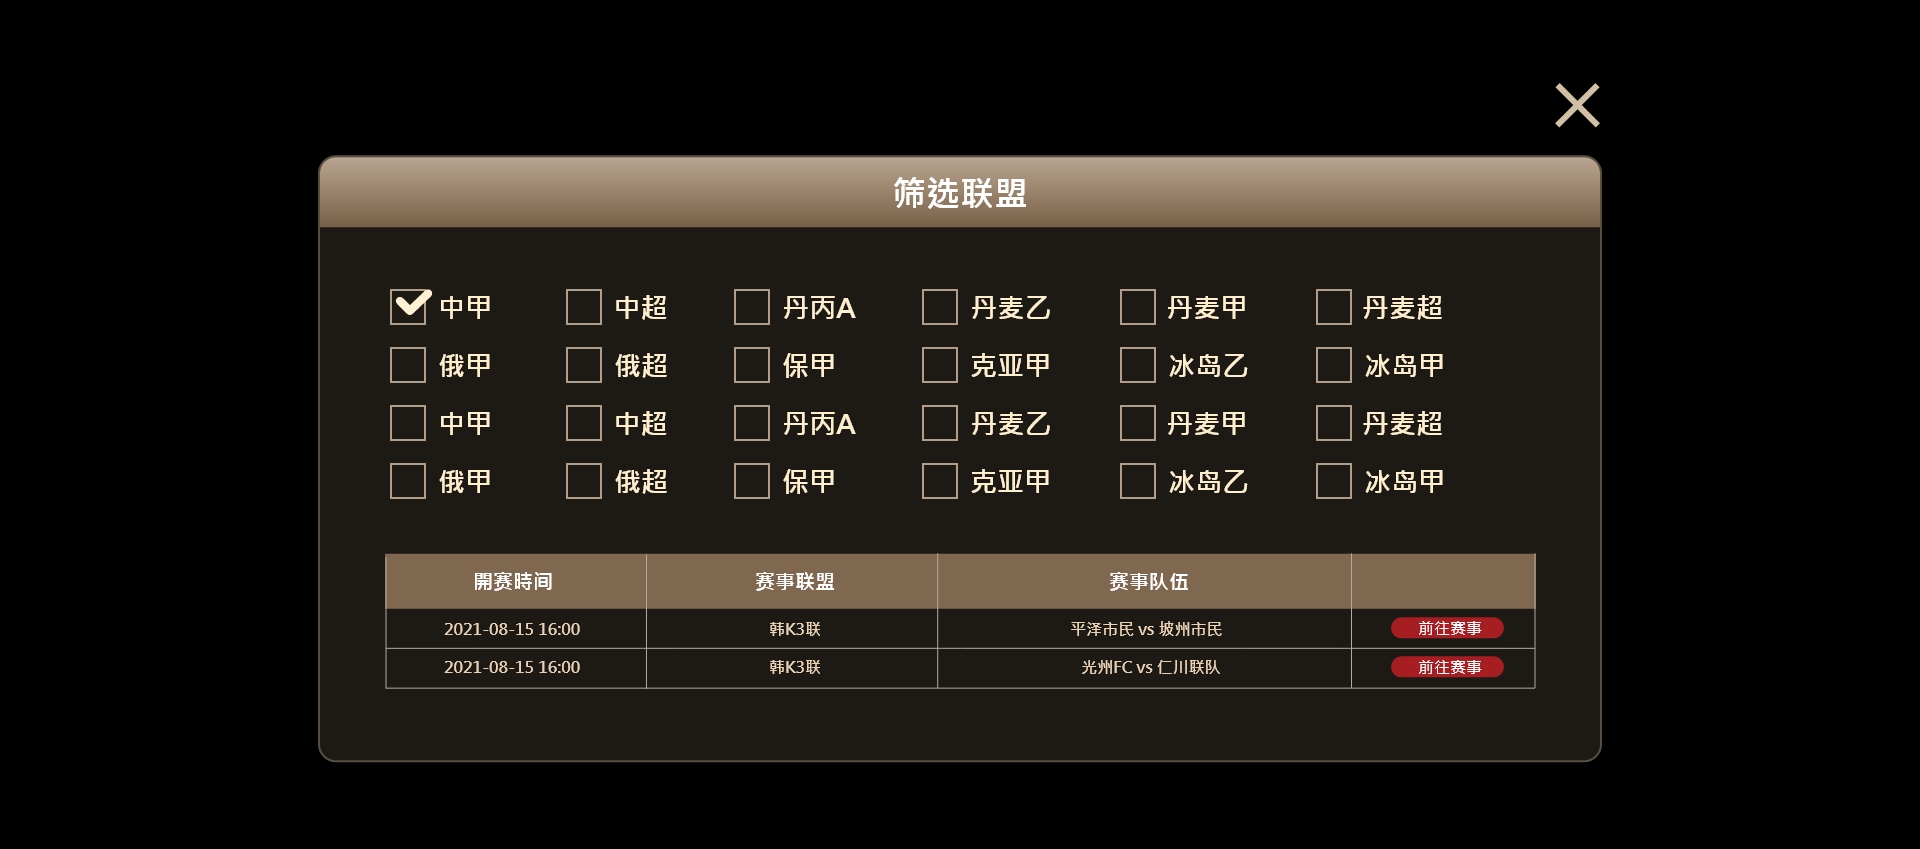 筛选联盟
中甲 中超 丹丙A 丹麦乙 丹麦甲 丹麦超
俄甲 俄超 保甲 克亚甲 冰岛乙 冰岛甲
中甲 中超 丹丙A 丹麦乙 丹麦甲 丹麦超
俄甲 俄超 保甲 克亚甲 冰岛乙 冰岛甲
開赛時间 赛事联盟 赛事队伍
2021-08-15 16:00 韩K3联 平泽市民 vs 坡州市民 前往赛事
2021-08-15 16:00 韩K3联 光州FC vs 仁川联队 前往赛事